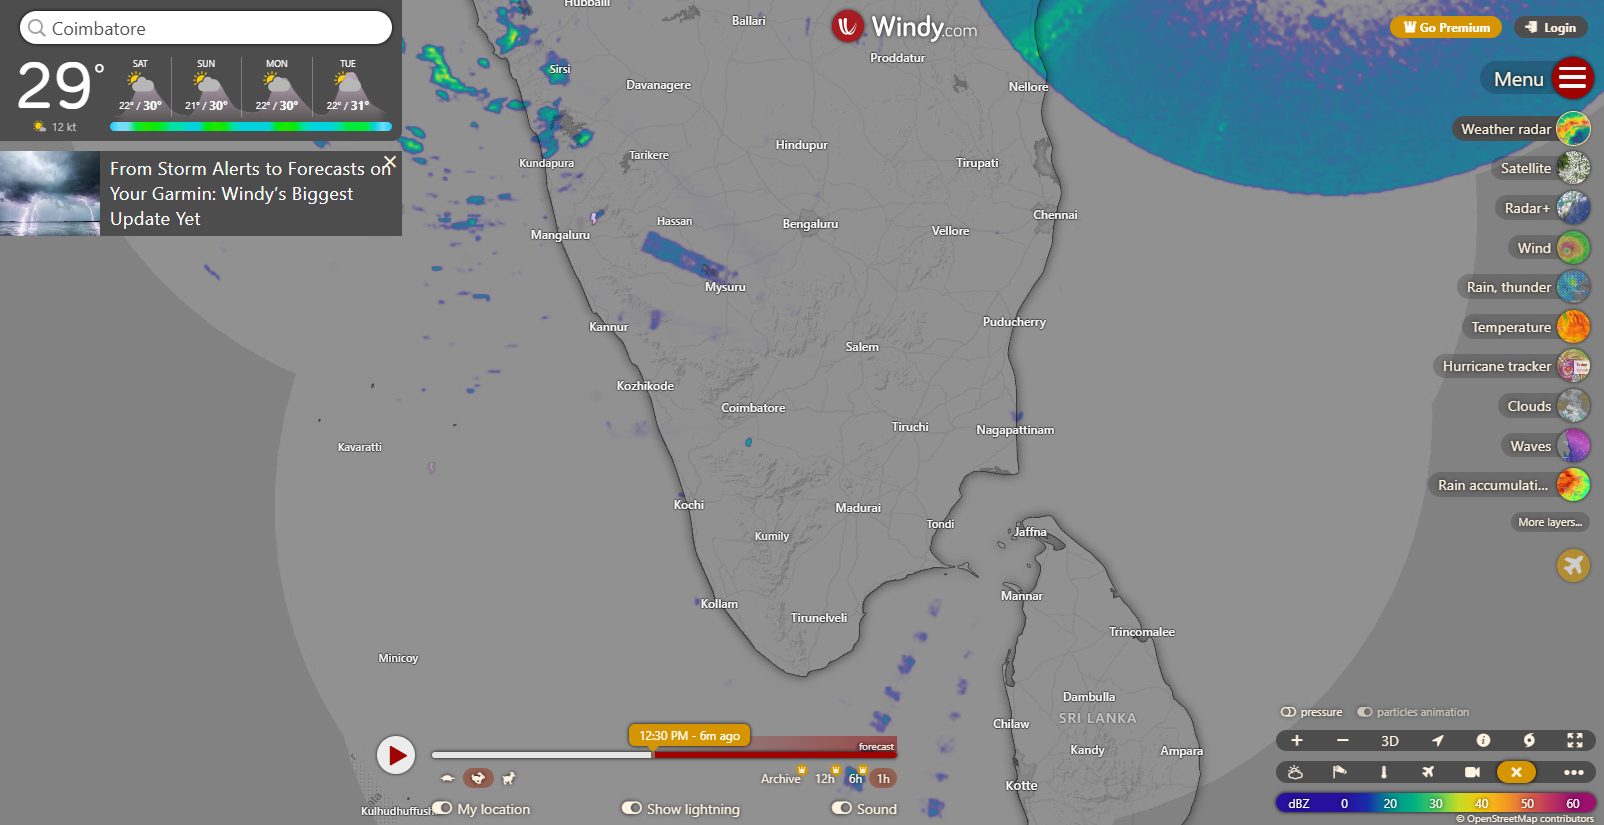 Coimbatore
29°
12 kt
SAT
SUN
MON
TUE
22° / 30°
21° / 30°
22° / 30°
22° / 31°
From Storm Alerts to Forecasts on
Your Garmin: Windy’s Biggest
Update Yet
Windy.com
Go Premium
Login
Menu
Weather radar
Satellite
Radar+
Wind
Rain, thunder
Temperature
Hurricane tracker
Clouds
Waves
Rain accumulati...
More layers...
Hubballi
Ballari
Proddatur
Sirsi
Davanagere
Nellore
Kundapura
Tarikere
Hindupur
Tirupati
Mangaluru
Hassan
Bengaluru
Vellore
Chennai
Mysuru
Kannur
Puducherry
Salem
Kozhikode
Coimbatore
Tiruchi
Nagapattinam
Kavaratti
Kochi
Madurai
Tondi
Jaffna
Kumily
Mannar
Kollam
Tirunelveli
Trincomalee
Minicoy
Dambulla
SRI LANKA
Chilaw
Kandy
Ampara
Kotte
Kulhudhuffush
12:30 PM - 6m ago
forecast
Archive
12h
6h
1h
My location
Show lightning
Sound
pressure
particles animation
+
−
3D
dBZ
0
20
30
40
50
60
© OpenStreetMap contributors